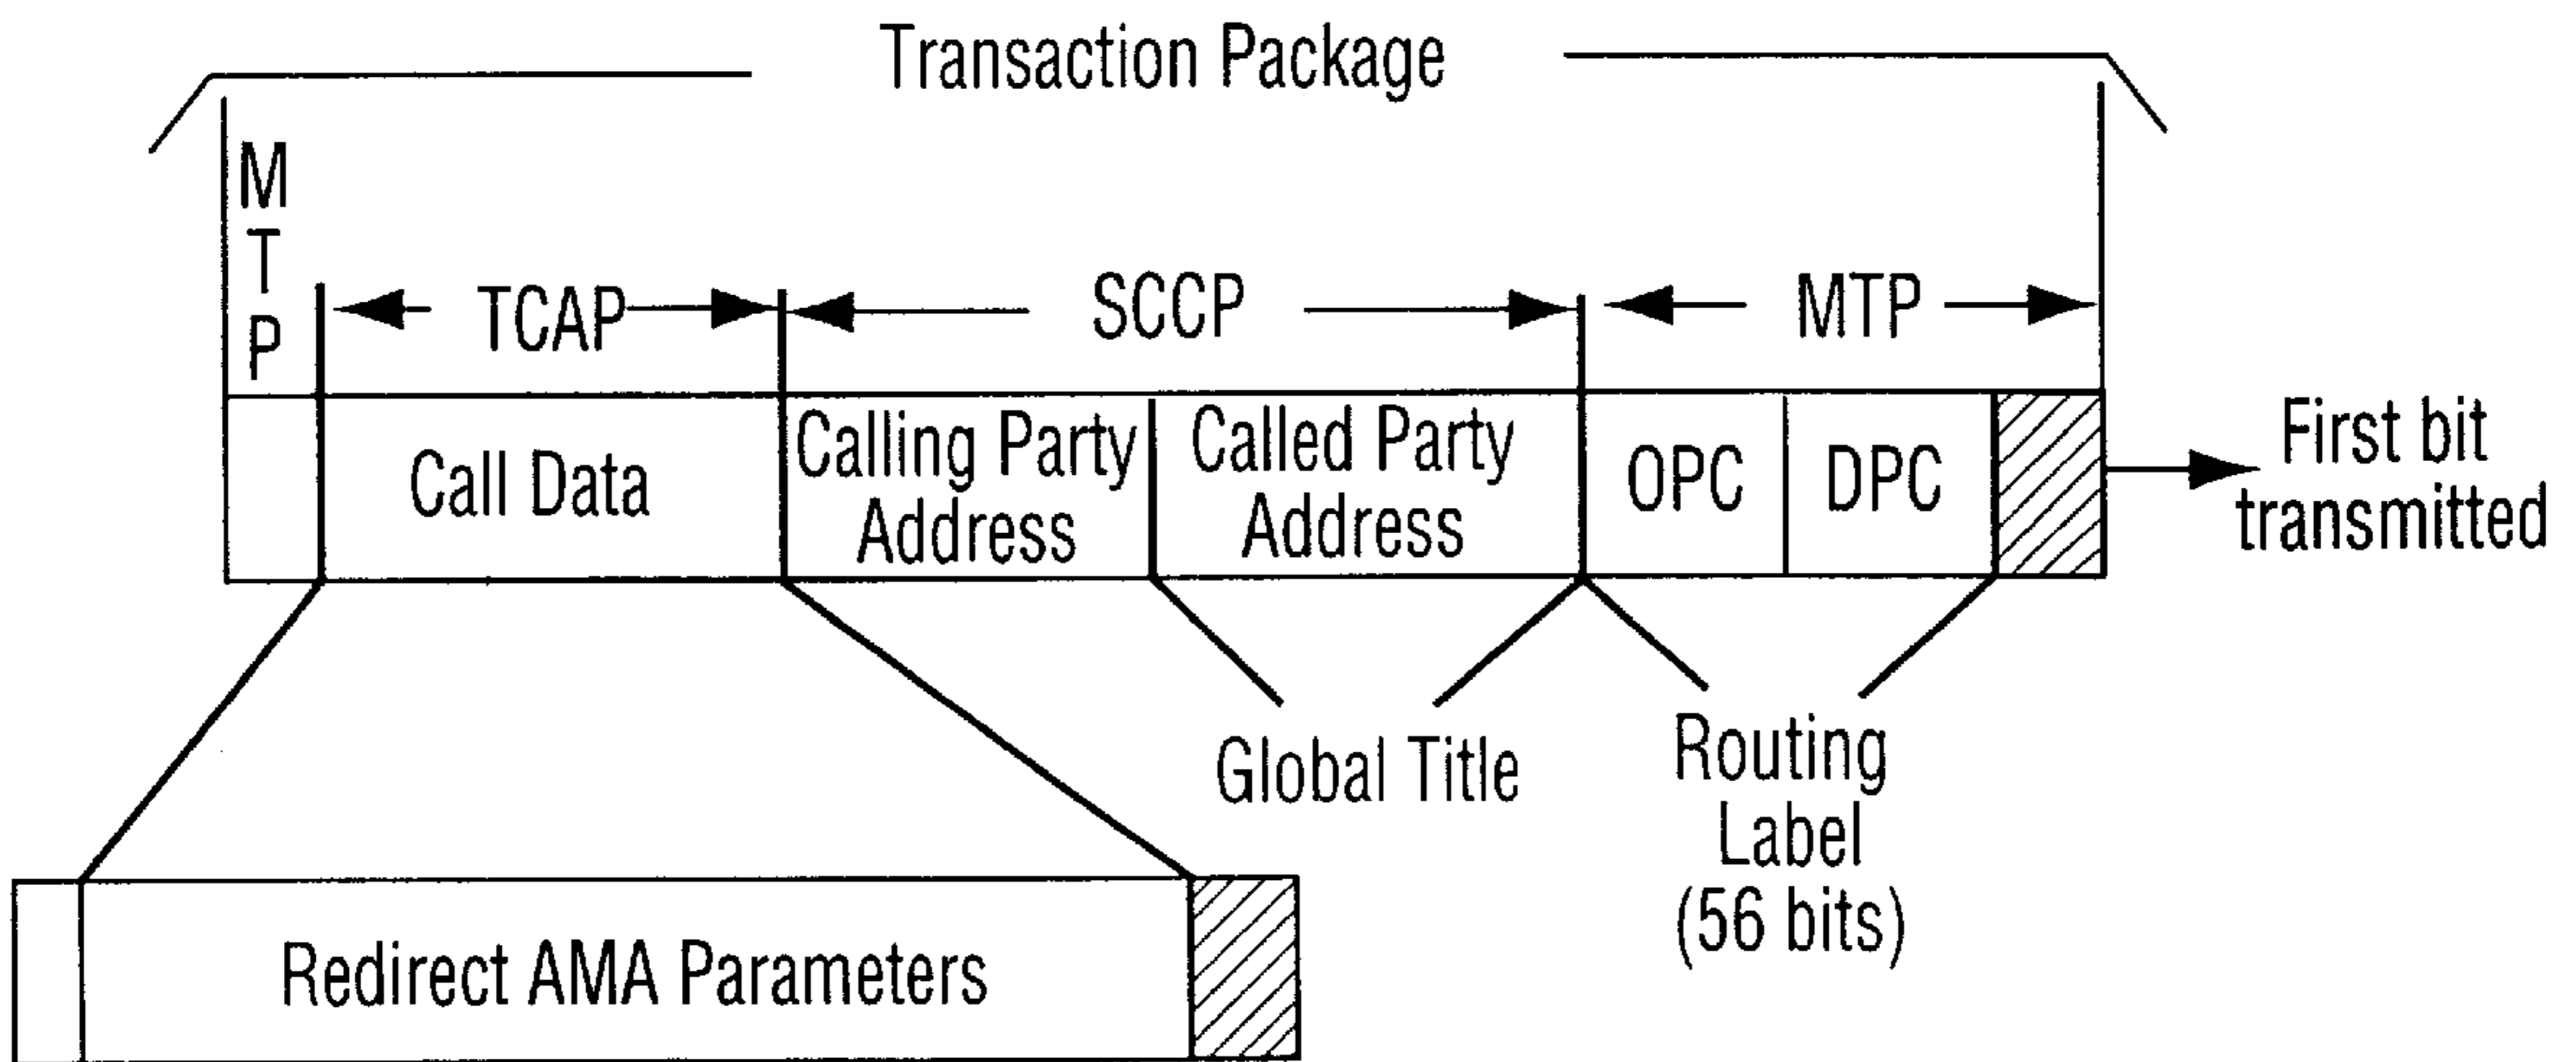 Transaction Package
MTP
TCAP
SCCP
MTP
Call Data
Calling Party
Address
Called Party
Address
OPC
DPC
First bit
transmitted
Global Title
Routing
Label
(56 bits)
Redirect AMA Parameters